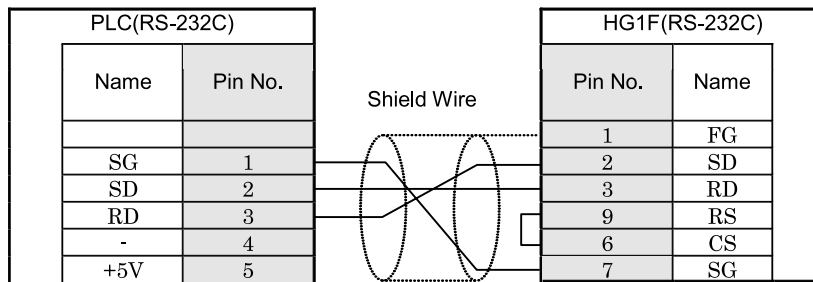 PLC(RS-232C) HG1F(RS-232C)
Name Pin No. Shield Wire Pin No. Name
1 FG
SG 1 2 SD
SD 2 3 RD
RD 3 9 RS
- 4 6 CS
+5V 5 7 SG